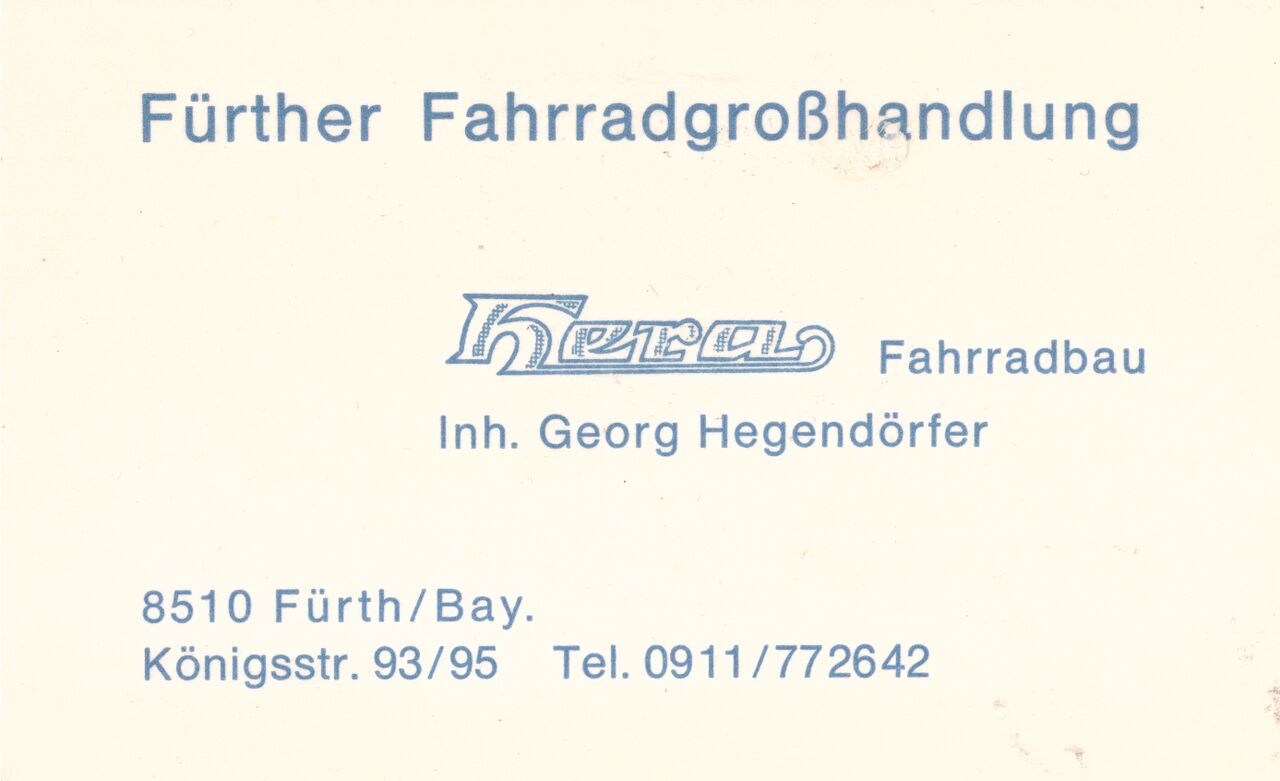 Fürther Fahrradgroßhandlung
Hera Fahrradbau
Inh. Georg Hegendörfer
8510 Fürth/Bay.
Königsstr. 93/95 Tel. 0911/772642